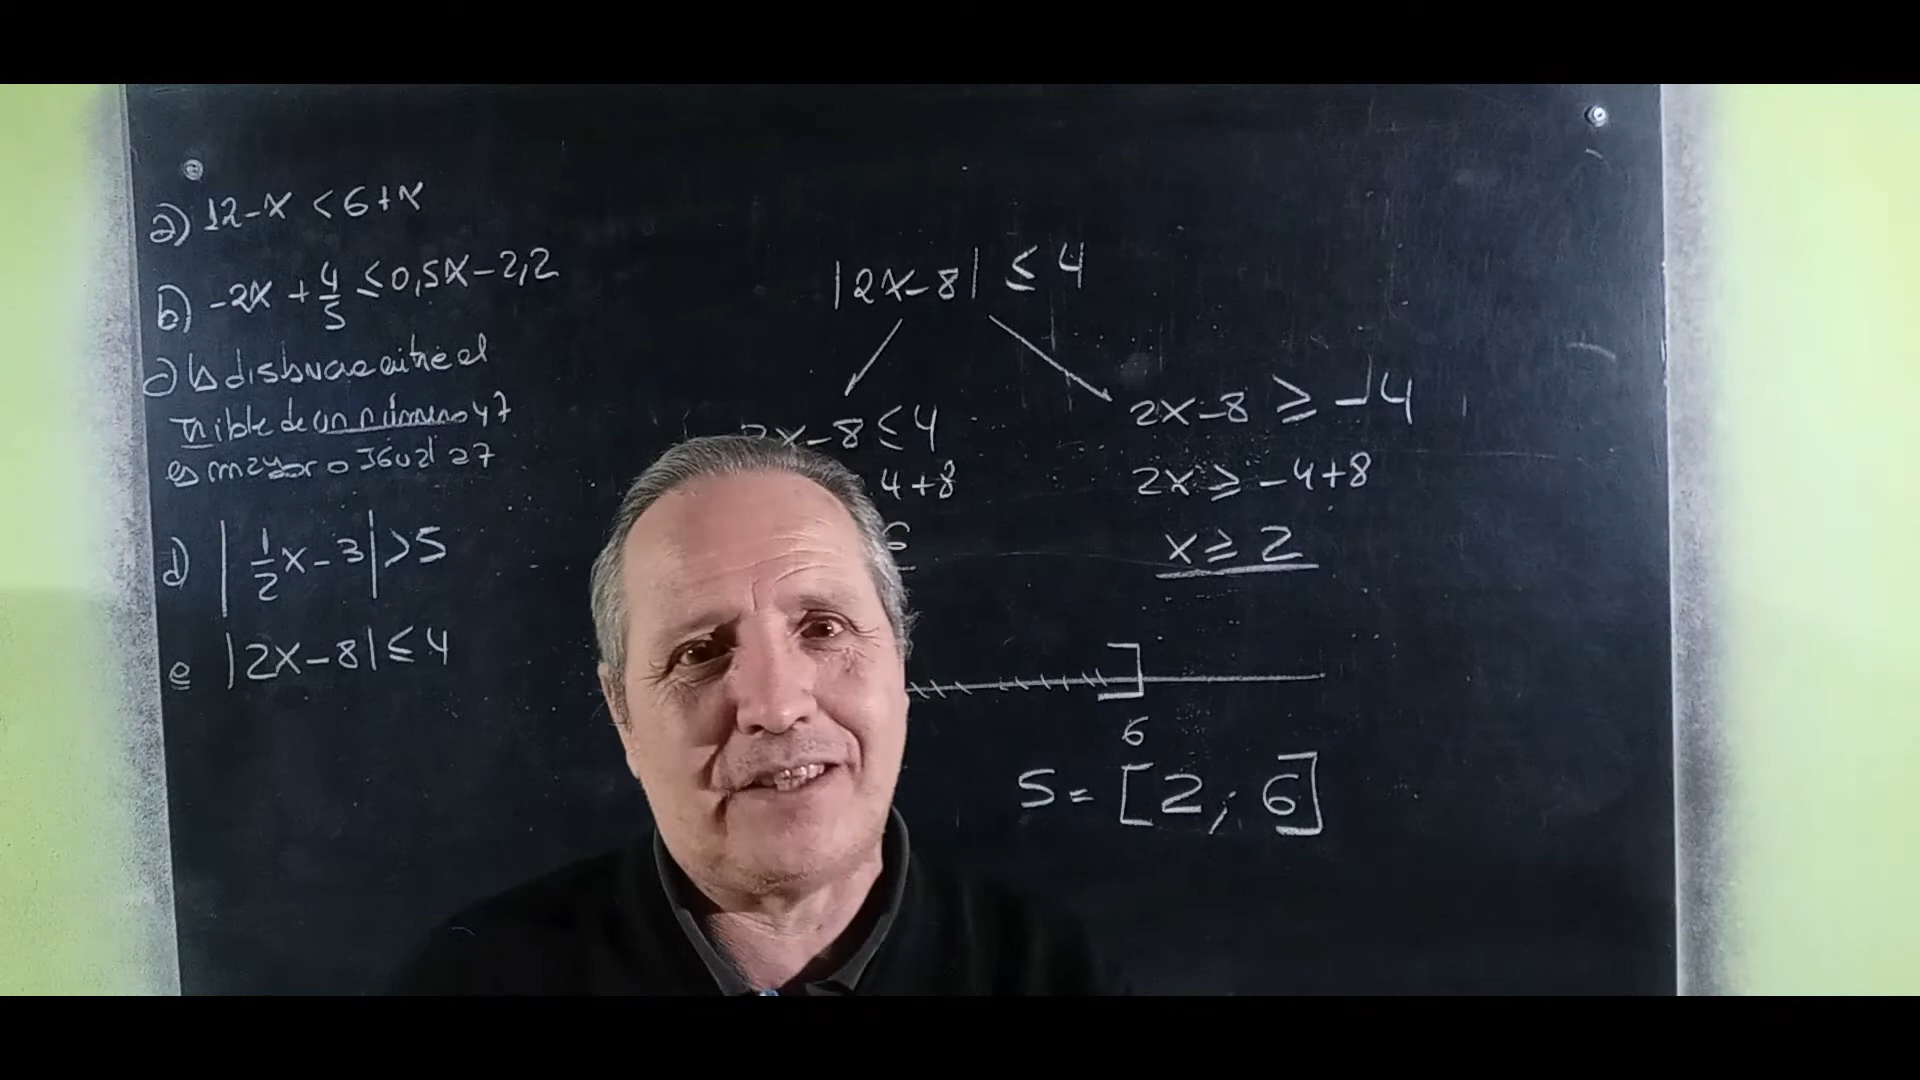 a) 12-x <6+x
b) -2x + 4/5 ≤ 0,5x - 2,2
c) la distancia entre el
triple de un número y 7
es mayor o igual a 7
d) |1/2 x - 3| > 5
e |2x-8| ≤ 4
|2x-8| ≤ 4
2x-8 ≤ 4
4+8
6
2x-8 ≥ -4
2x ≥ -4+8
x ≥ 2
6
S = [2 ; 6]